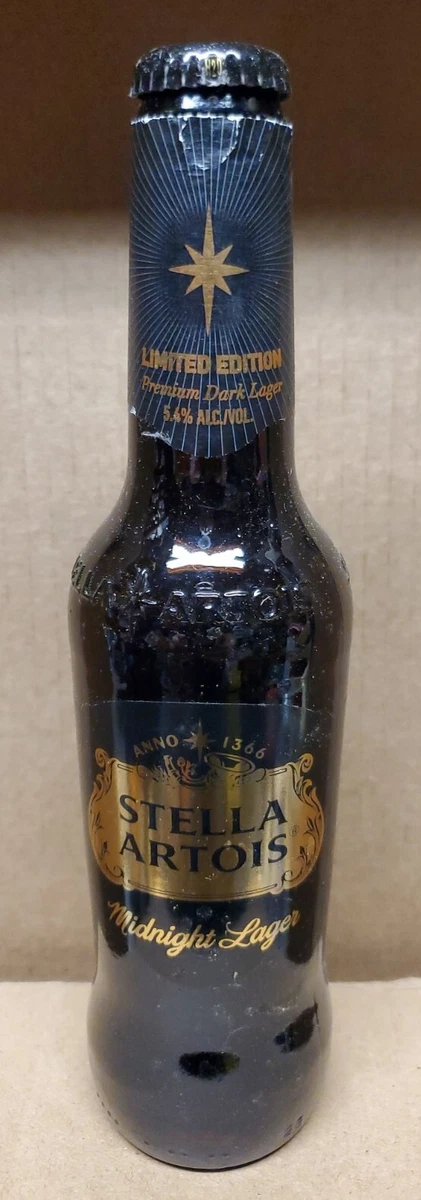 LIMITED EDITION
Premium Dark Lager
5.4% ALC./VOL.
ANNO 1366
STELLA
ARTOIS
Midnight Lager